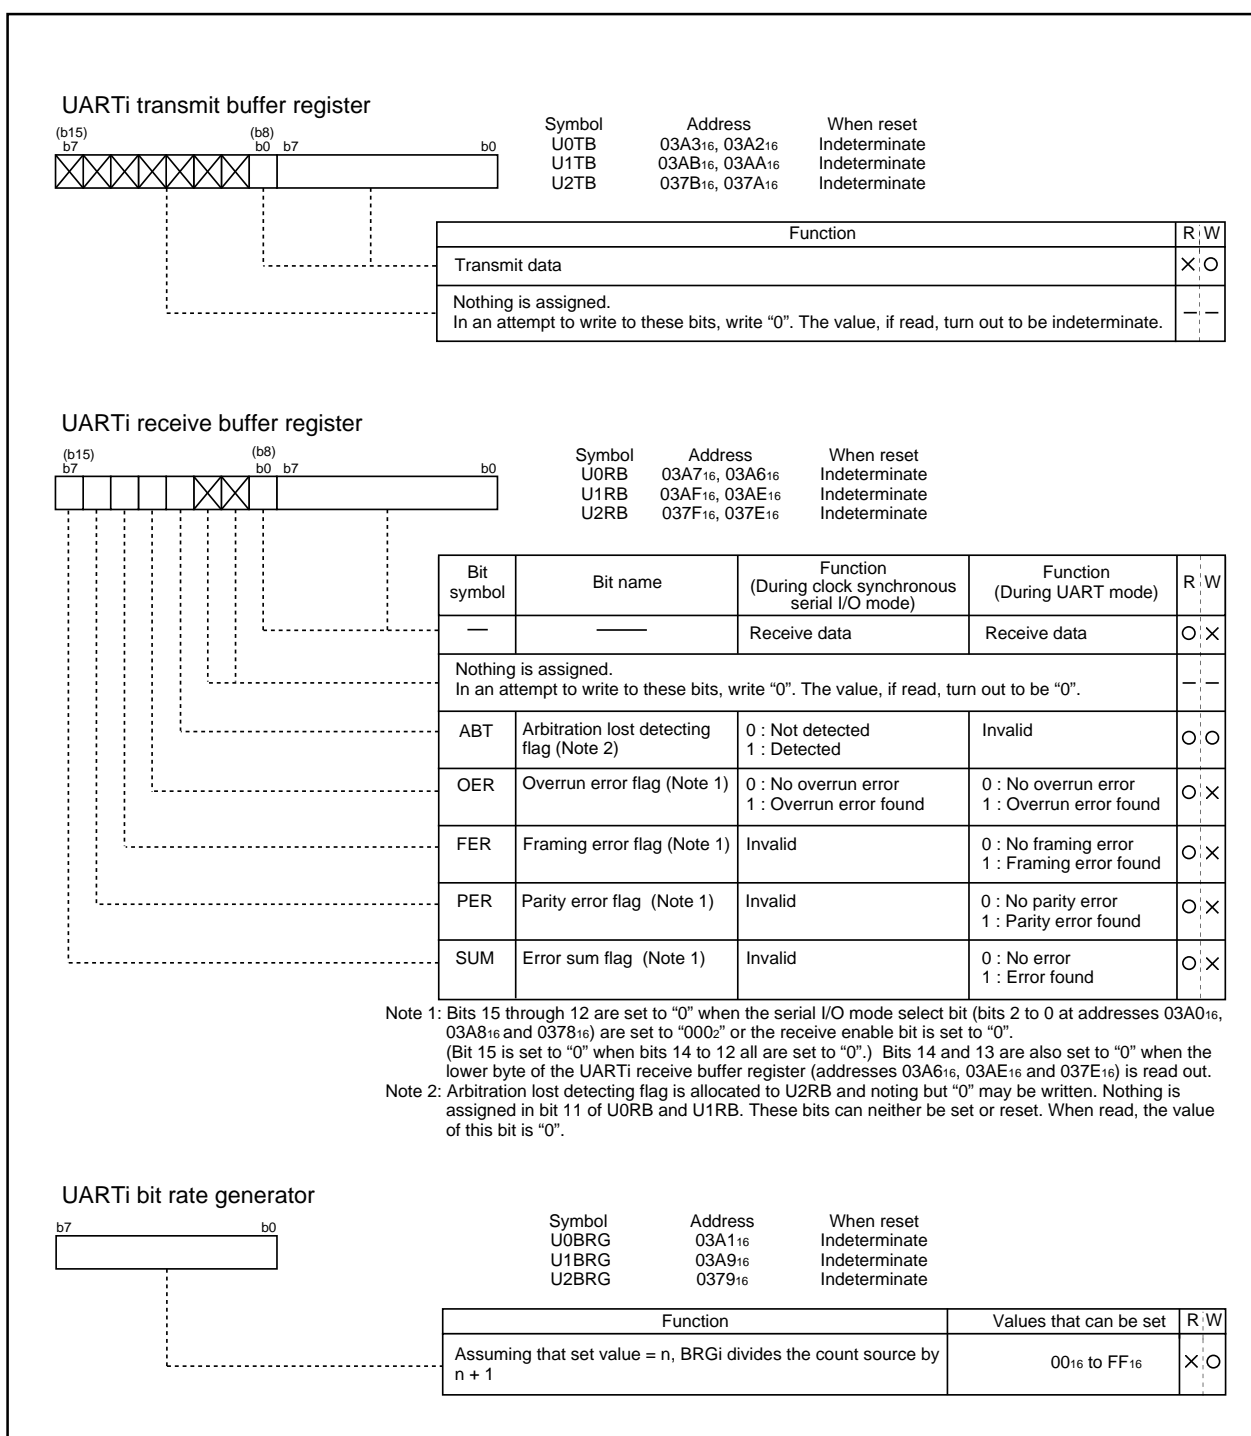 UARTi transmit buffer register
(b15) (b8)
b7 b0 b7 b0
Symbol Address When reset
U0TB 03A316, 03A216 Indeterminate
U1TB 03AB16, 03AA16 Indeterminate
U2TB 037B16, 037A16 Indeterminate
Function R W
Transmit data
Nothing is assigned.
In an attempt to write to these bits, write “0”. The value, if read, turn out to be indeterminate.
UARTi receive buffer register
(b15) (b8)
b7 b0 b7 b0
Symbol Address When reset
U0RB 03A716, 03A616 Indeterminate
U1RB 03AF16, 03AE16 Indeterminate
U2RB 037F16, 037E16 Indeterminate
Bit symbol Bit name Function (During clock synchronous serial I/O mode) Function (During UART mode) R W
Receive data Receive data
Nothing is assigned.
In an attempt to write to these bits, write “0”. The value, if read, turn out to be “0”.
ABT Arbitration lost detecting 0 : Not detected Invalid
flag (Note 2) 1 : Detected
OER Overrun error flag (Note 1) 0 : No overrun error 0 : No overrun error
1 : Overrun error found 1 : Overrun error found
FER Framing error flag (Note 1) Invalid 0 : No framing error
1 : Framing error found
PER Parity error flag (Note 1) Invalid 0 : No parity error
1 : Parity error found
SUM Error sum flag (Note 1) Invalid 0 : No error
1 : Error found
Note 1: Bits 15 through 12 are set to “0” when the serial I/O mode select bit (bits 2 to 0 at addresses 03A016,
03A816 and 037816) are set to “0002” or the receive enable bit is set to “0”.
(Bit 15 is set to “0” when bits 14 to 12 all are set to “0”.) Bits 14 and 13 are also set to “0” when the
lower byte of the UARTi receive buffer register (addresses 03A616, 03AE16 and 037E16) is read out.
Note 2: Arbitration lost detecting flag is allocated to U2RB and noting but “0” may be written. Nothing is
assigned in bit 11 of U0RB and U1RB. These bits can neither be set or reset. When read, the value
of this bit is “0”.
UARTi bit rate generator
b7 b0
Symbol Address When reset
U0BRG 03A116 Indeterminate
U1BRG 03A916 Indeterminate
U2BRG 037916 Indeterminate
Function Values that can be set R W
Assuming that set value = n, BRGi divides the count source by 0016 to FF16
n + 1